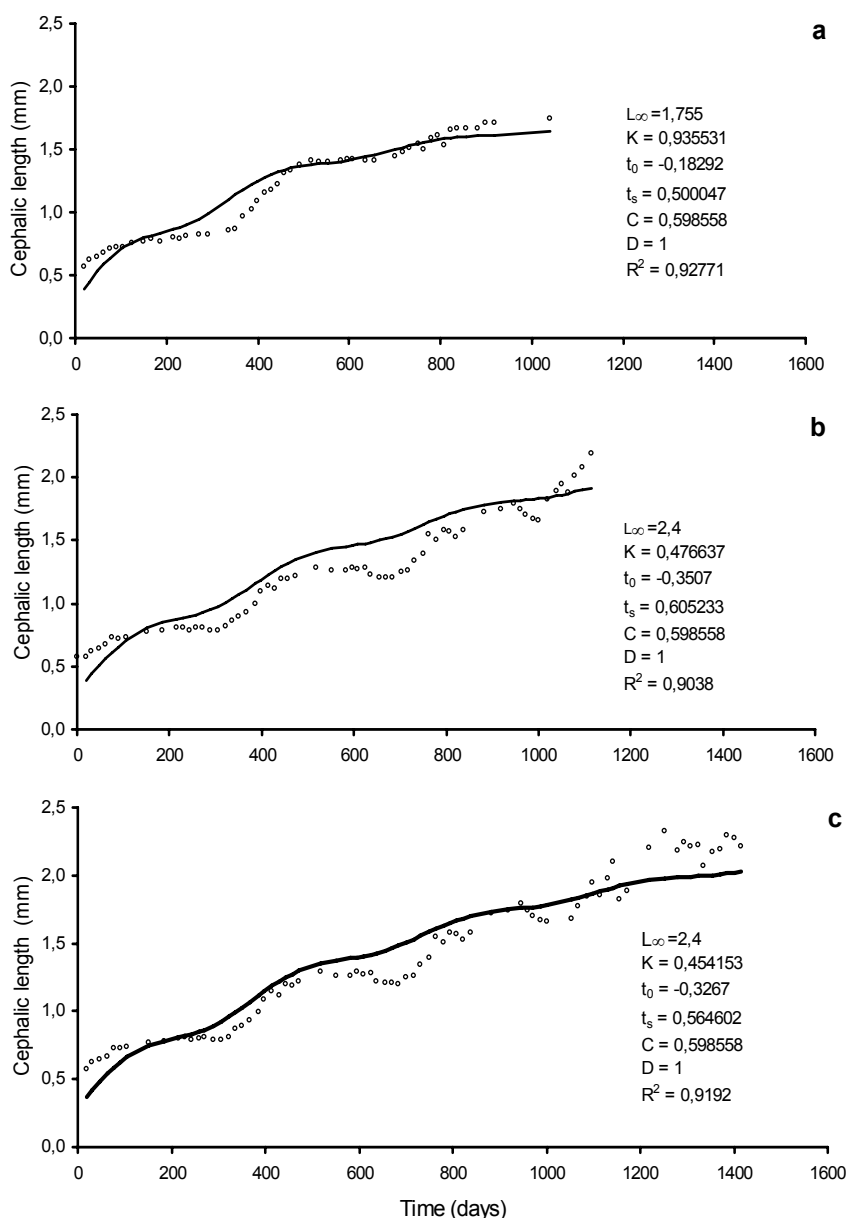 a
2,5
2,0
1,5
1,0
0,5
0,0
Cephalic length (mm)
L∞ =1,755
K = 0,935531
t0 = -0,18292
ts = 0,500047
C = 0,598558
D = 1
R2 = 0,92771
0 200 400 600 800 1000 1200 1400 1600
b
2,5
2,0
1,5
1,0
0,5
0,0
Cephalic length (mm)
L∞ =2,4
K = 0,476637
t0 = -0,3507
ts = 0,605233
C = 0,598558
D = 1
R2 = 0,9038
0 200 400 600 800 1000 1200 1400 1600
c
2,5
2,0
1,5
1,0
0,5
0,0
Cephalic length (mm)
L∞ =2,4
K = 0,454153
t0 = -0,3267
ts = 0,564602
C = 0,598558
D = 1
R2 = 0,9192
0 200 400 600 800 1000 1200 1400 1600
Time (days)